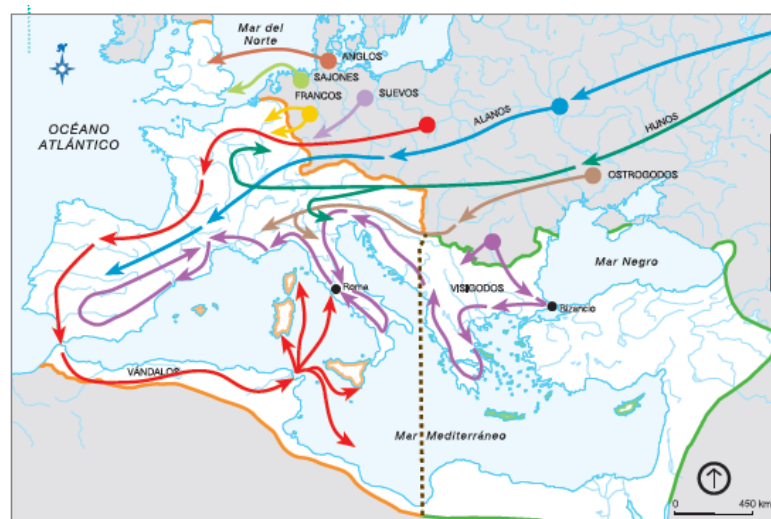 Mar del
Norte
N
ANGLOS
SAJONES
FRANCOS
SUEVOS
OCÉANO
ATLÁNTICO
ALANOS
HUNOS
OSTROGODOS
Mar Negro
VISIGODOS
Roma
Bizancio
VÁNDALOS
Mar Mediterráneo
0 450 km